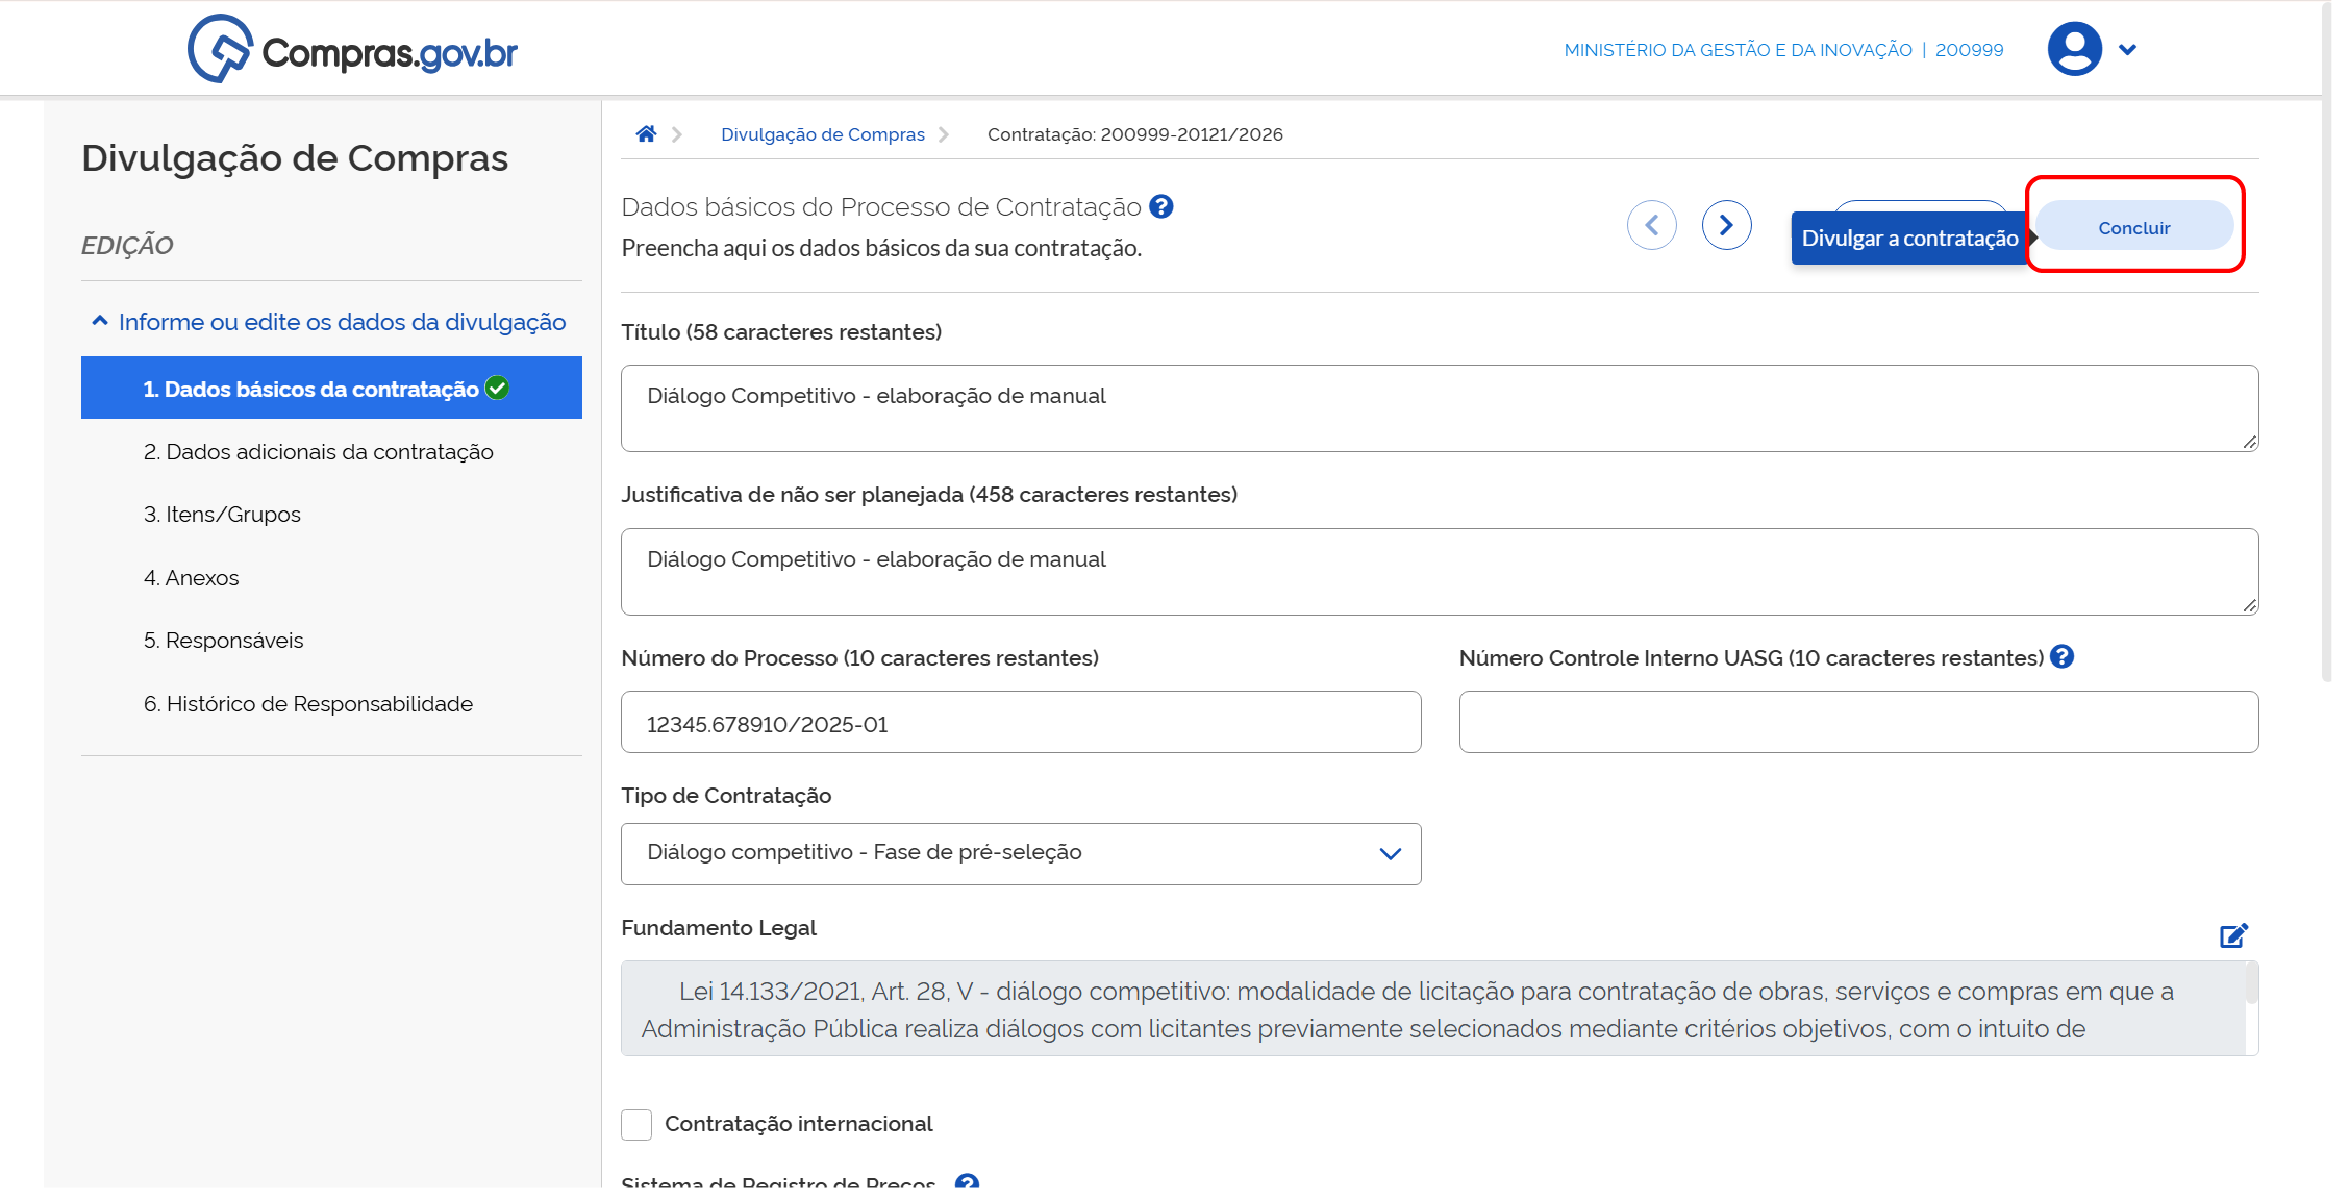 Compras.gov.br
MINISTÉRIO DA GESTÃO E DA INOVAÇÃO | 200999
Divulgação de Compras
EDIÇÃO
Informe ou edite os dados da divulgação
1. Dados básicos da contratação
2. Dados adicionais da contratação
3. Itens/Grupos
4. Anexos
5. Responsáveis
6. Histórico de Responsabilidade
Divulgação de Compras
Contratação: 200999-20121/2026
Dados básicos do Processo de Contratação
Preencha aqui os dados básicos da sua contratação.
Divulgar a contratação
Concluir
Título (58 caracteres restantes)
Diálogo Competitivo - elaboração de manual
Justificativa de não ser planejada (458 caracteres restantes)
Diálogo Competitivo - elaboração de manual
Número do Processo (10 caracteres restantes)
12345.678910/2025-01
Número Controle Interno UASG (10 caracteres restantes)
Tipo de Contratação
Diálogo competitivo - Fase de pré-seleção
Fundamento Legal
Lei 14.133/2021, Art. 28, V - diálogo competitivo: modalidade de licitação para contratação de obras, serviços e compras em que a
Administração Pública realiza diálogos com licitantes previamente selecionados mediante critérios objetivos, com o intuito de
Contratação internacional
Sistema de Registro de Preços